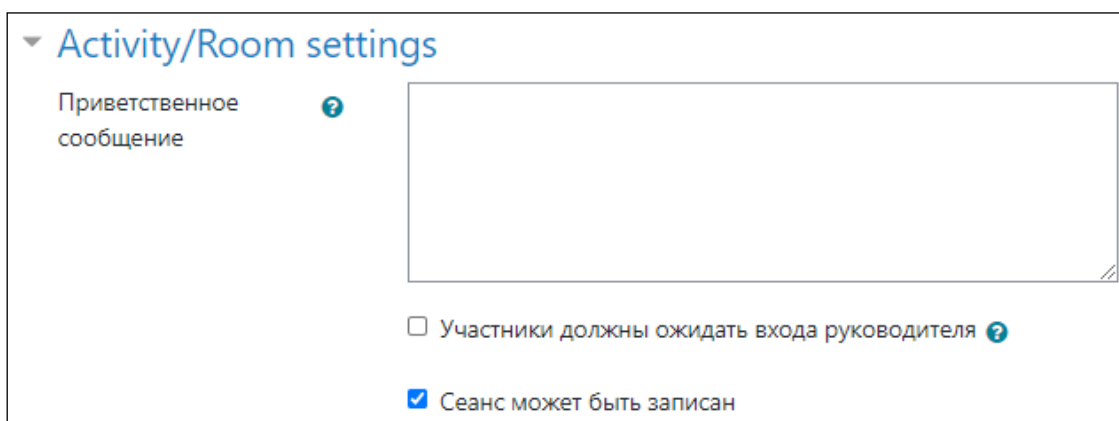 Activity/Room settings
Приветственное
сообщение
Участники должны ожидать входа руководителя
Сеанс может быть записан